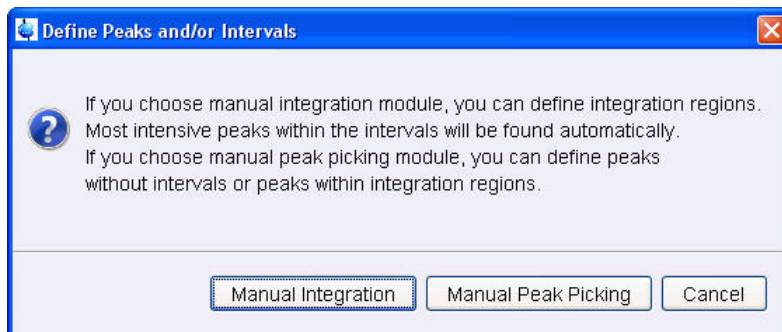 Define Peaks and/or Intervals
If you choose manual integration module, you can define integration regions.
Most intensive peaks within the intervals will be found automatically.
If you choose manual peak picking module, you can define peaks
without intervals or peaks within integration regions.
Manual Integration
Manual Peak Picking
Cancel